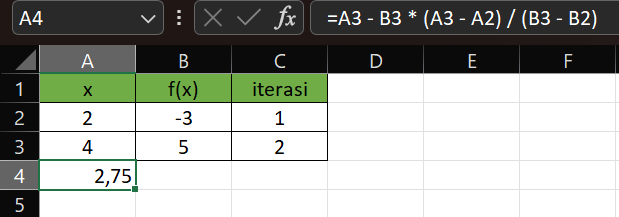 A4 fx =A3 - B3 * (A3 - A2) / (B3 - B2)
A B C D E F
1 x f(x) iterasi
2 2 -3 1
3 4 5 2
4 2,75
5